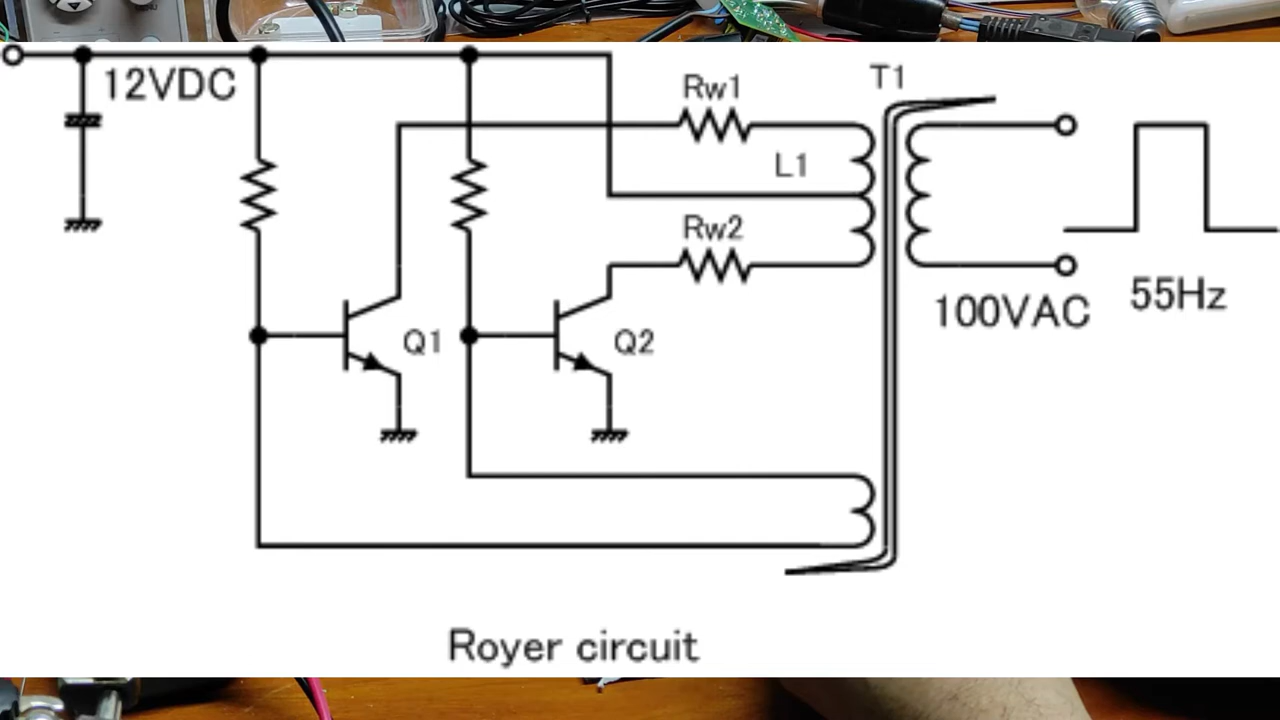 12VDC
Rw1
T1
L1
Rw2
Q1
Q2
100VAC
55Hz
Royer circuit